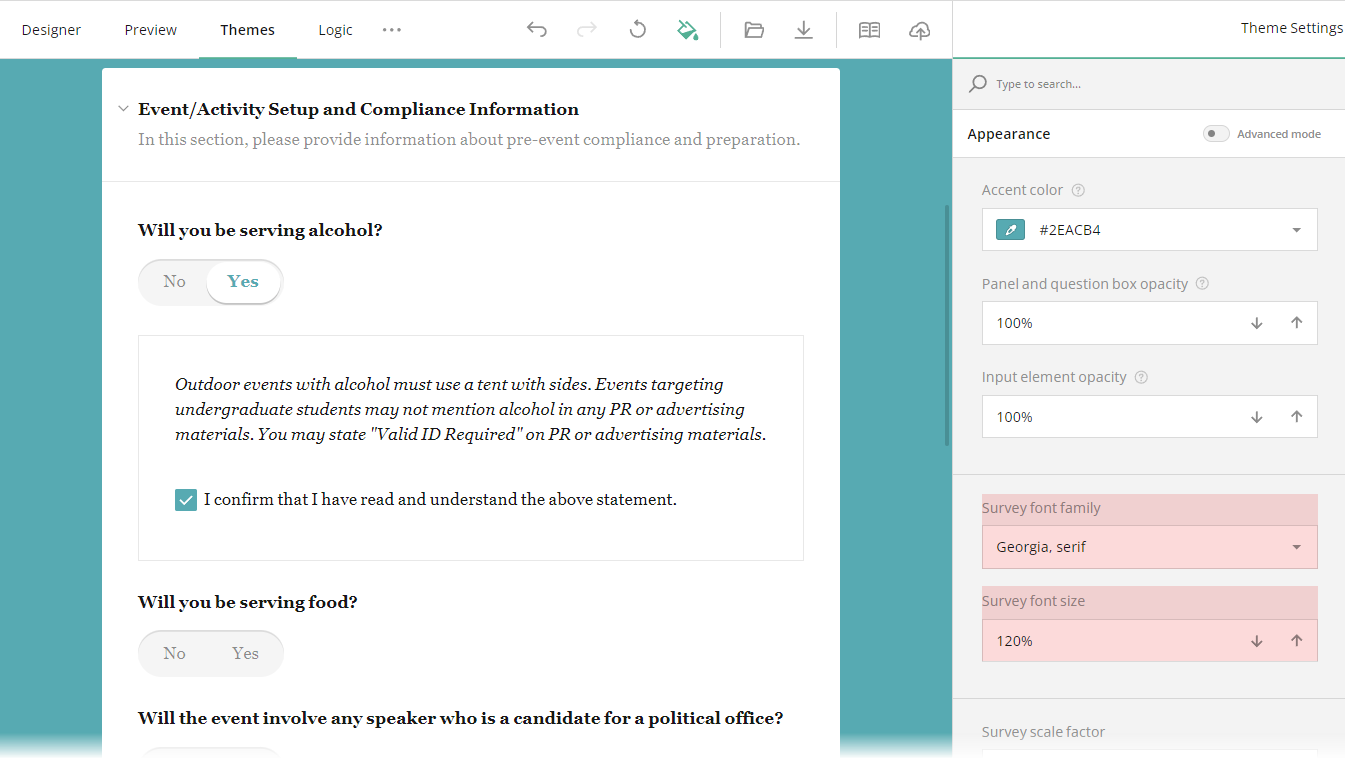 Designer Preview Themes Logic
Theme Settings
Event/Activity Setup and Compliance Information
In this section, please provide information about pre-event compliance and preparation.
Will you be serving alcohol?
No Yes
Outdoor events with alcohol must use a tent with sides. Events targeting
undergraduate students may not mention alcohol in any PR or advertising
materials. You may state "Valid ID Required" on PR or advertising materials.
I confirm that I have read and understand the above statement.
Will you be serving food?
No Yes
Will the event involve any speaker who is a candidate for a political office?
Type to search...
Appearance Advanced mode
Accent color
#2EACB4
Panel and question box opacity
100%
Input element opacity
100%
Survey font family
Georgia, serif
Survey font size
120%
Survey scale factor